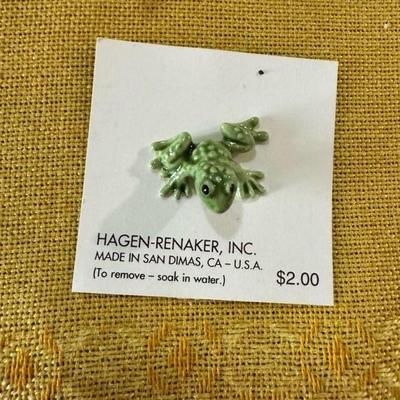 HAGEN-RENAKER, INC.
MADE IN SAN DIMAS, CA – U.S.A.
(To remove – soak in water.) $2.00